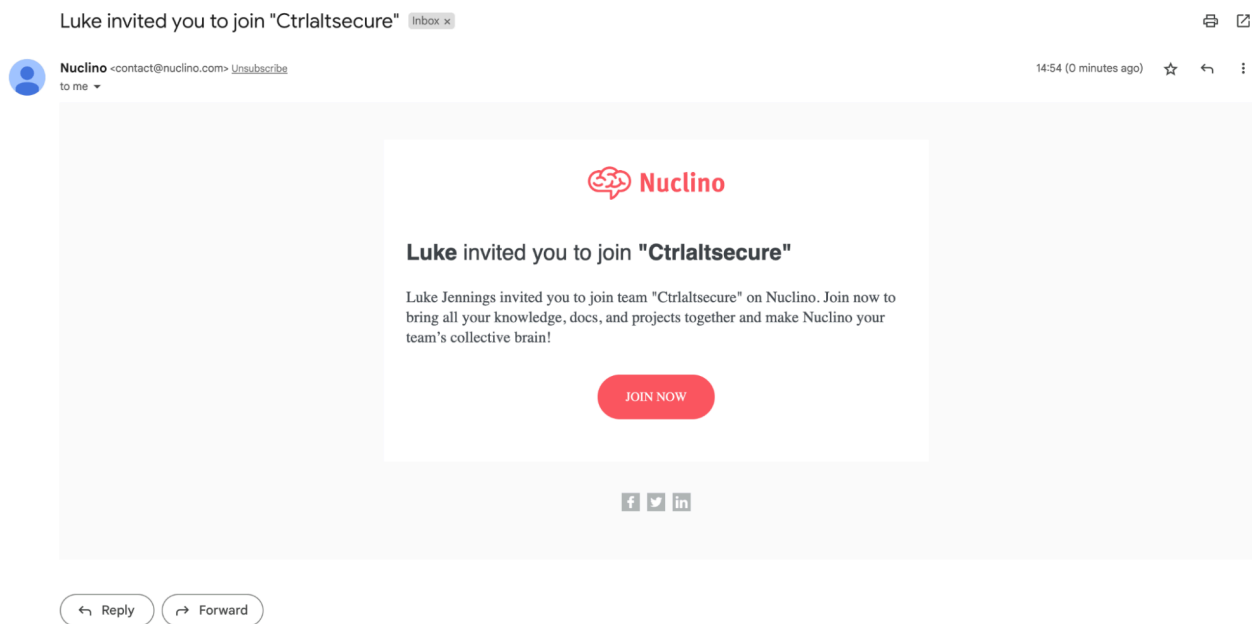 Luke invited you to join "Ctrlaltsecure" Inbox x
Nuclino <contact@nuclino.com> Unsubscribe 14:54 (0 minutes ago)
to me
Nuclino
Luke invited you to join "Ctrlaltsecure"
Luke Jennings invited you to join team "Ctrlaltsecure" on Nuclino. Join now to
bring all your knowledge, docs, and projects together and make Nuclino your
team’s collective brain!
JOIN NOW
f in
Reply Forward